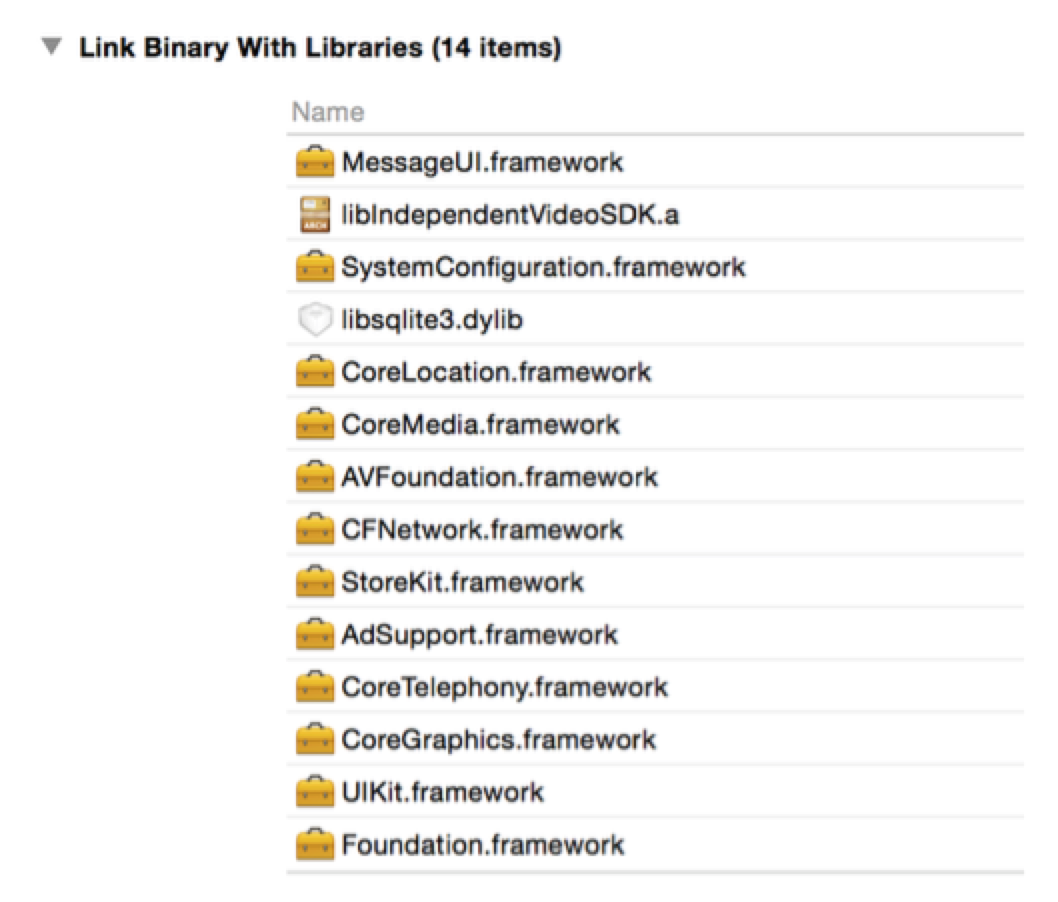 Link Binary With Libraries (14 items)
Name
MessageUI.framework
libIndependentVideoSDK.a
SystemConfiguration.framework
libsqlite3.dylib
CoreLocation.framework
CoreMedia.framework
AVFoundation.framework
CFNetwork.framework
StoreKit.framework
AdSupport.framework
CoreTelephony.framework
CoreGraphics.framework
UIKit.framework
Foundation.framework